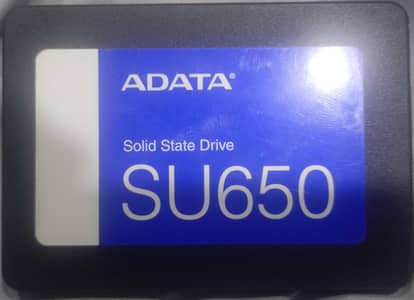 ADATA®
Solid State Drive
SU650